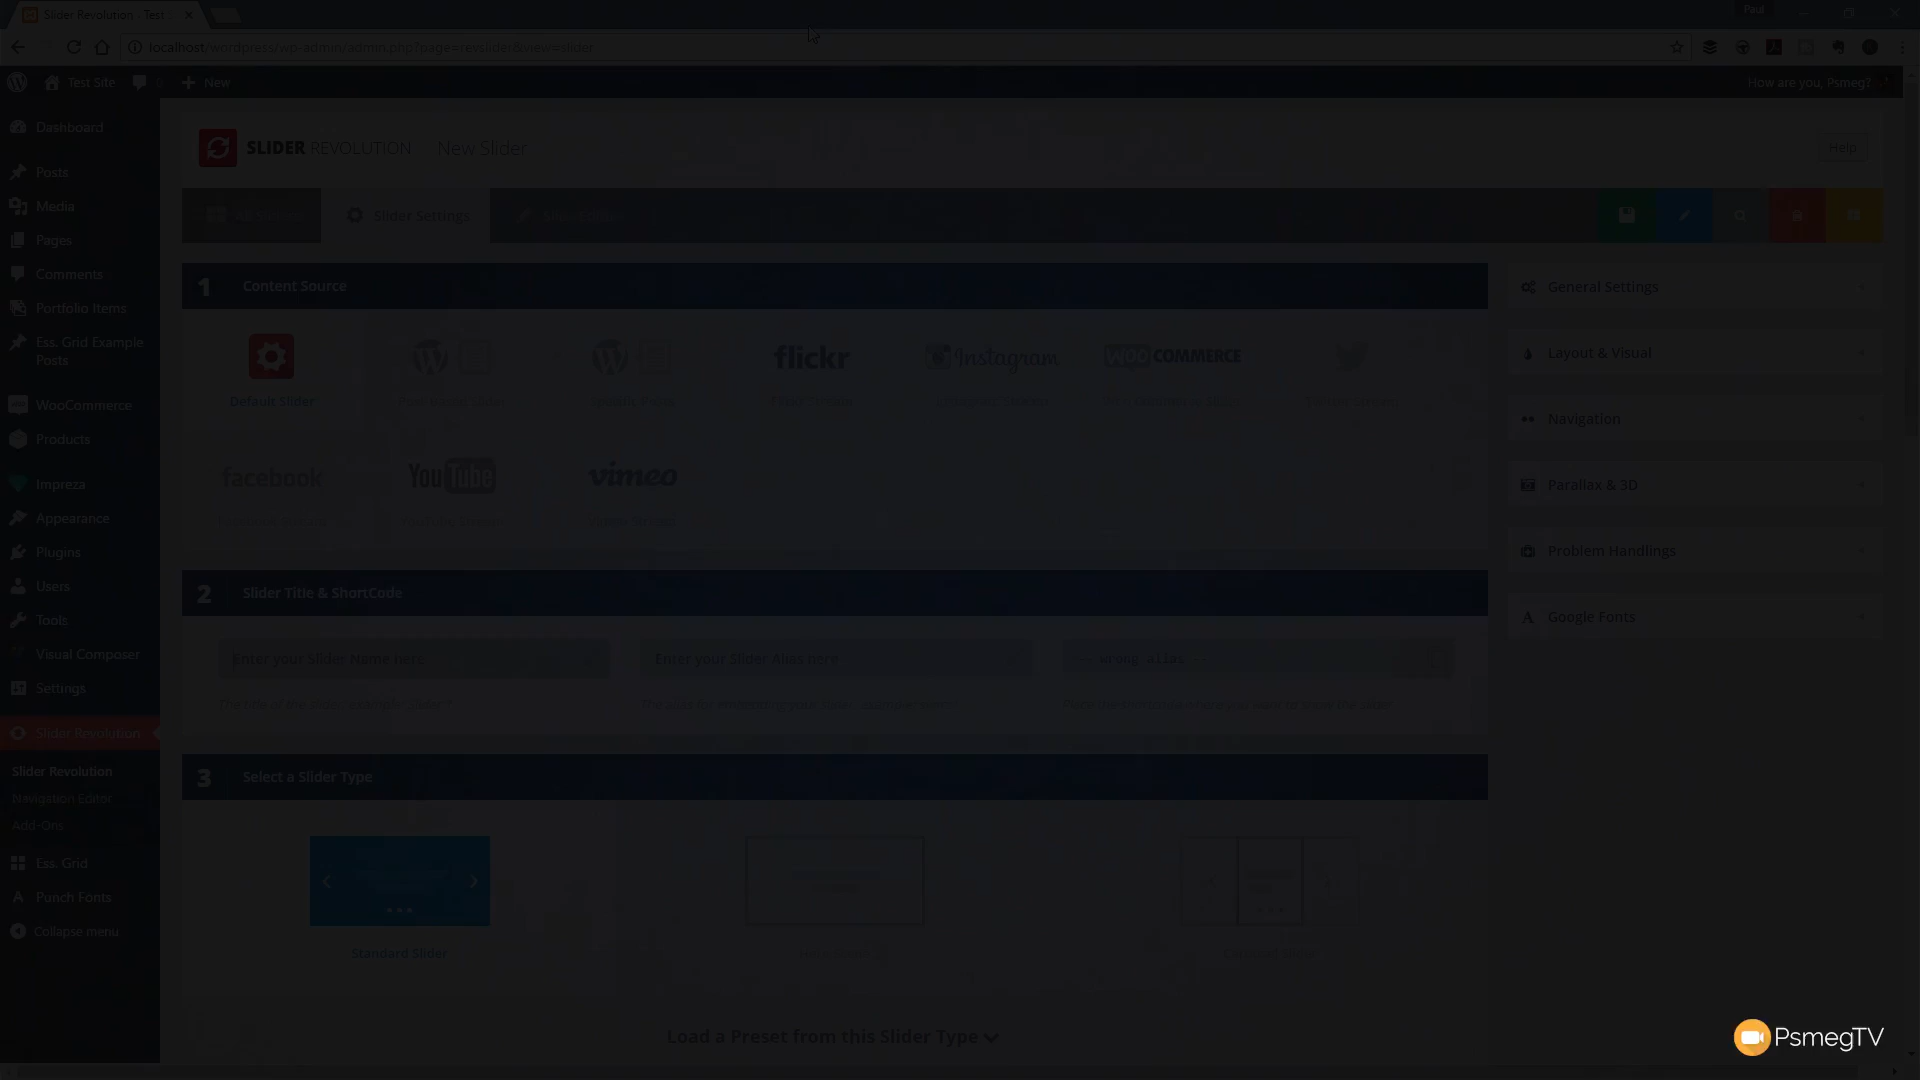 Slider Revolution - Test
Paul
localhost/wordpress/wp-admin/admin.php?page=revslider&view=slider
Test Site
New
How are you, Psmeg?
Dashboard
Posts
Media
Pages
Comments
Portfolio Items
Ess. Grid Example
Posts
WooCommerce
Products
Impreza
Appearance
Plugins
Users
Tools
Visual Composer
Settings
Slider Revolution
Slider Revolution
Navigation Editor
Add-Ons
Ess. Grid
Punch Fonts
Collapse menu
SLIDER REVOLUTION New Slider
Help
Slider Settings
1 Content Source
Default Slider
flickr
Instagram
WOO COMMERCE
facebook
YouTube
vimeo
2 Slider Title & ShortCode
Enter your Slider Name here
Enter your Slider Alias here
-- wrong alias --
3 Select a Slider Type
Standard Slider
Load a Preset from this Slider Type
General Settings
Layout & Visual
Navigation
Parallax & 3D
Problem Handlings
Google Fonts
PsmegTV